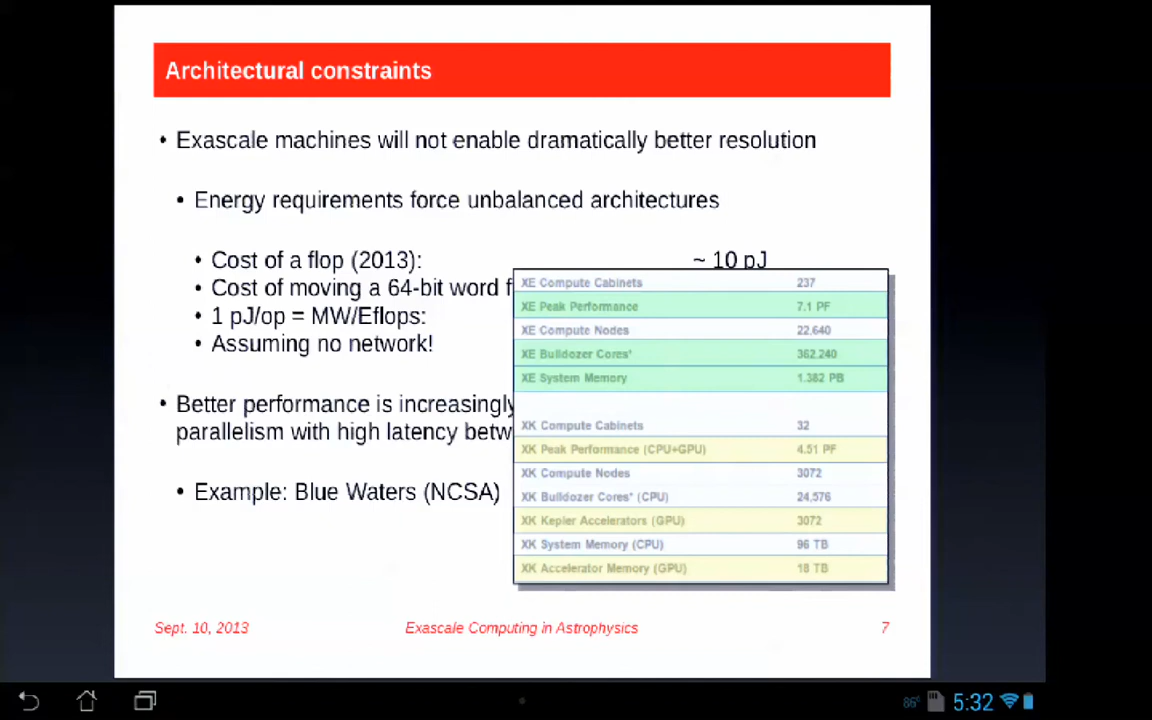 Architectural constraints
• Exascale machines will not enable dramatically better resolution
• Energy requirements force unbalanced architectures
• Cost of a flop (2013): ~ 10 pJ
• Cost of moving a 64-bit word f
• 1 pJ/op = MW/Eflops:
• Assuming no network!
• Better performance is increasingly
parallelism with high latency betw
• Example: Blue Waters (NCSA)
XE Compute Cabinets 237
XE Peak Performance 7.1 PF
XE Compute Nodes 22,640
XE Bulldozer Cores* 362,240
XE System Memory 1.382 PB
XK Compute Cabinets 32
XK Peak Performance (CPU+GPU) 4.51 PF
XK Compute Nodes 3072
XK Bulldozer Cores* (CPU) 24,576
XK Kepler Accelerators (GPU) 3072
XK System Memory (CPU) 96 TB
XK Accelerator Memory (GPU) 18 TB
Sept. 10, 2013 Exascale Computing in Astrophysics 7
86° 5:32